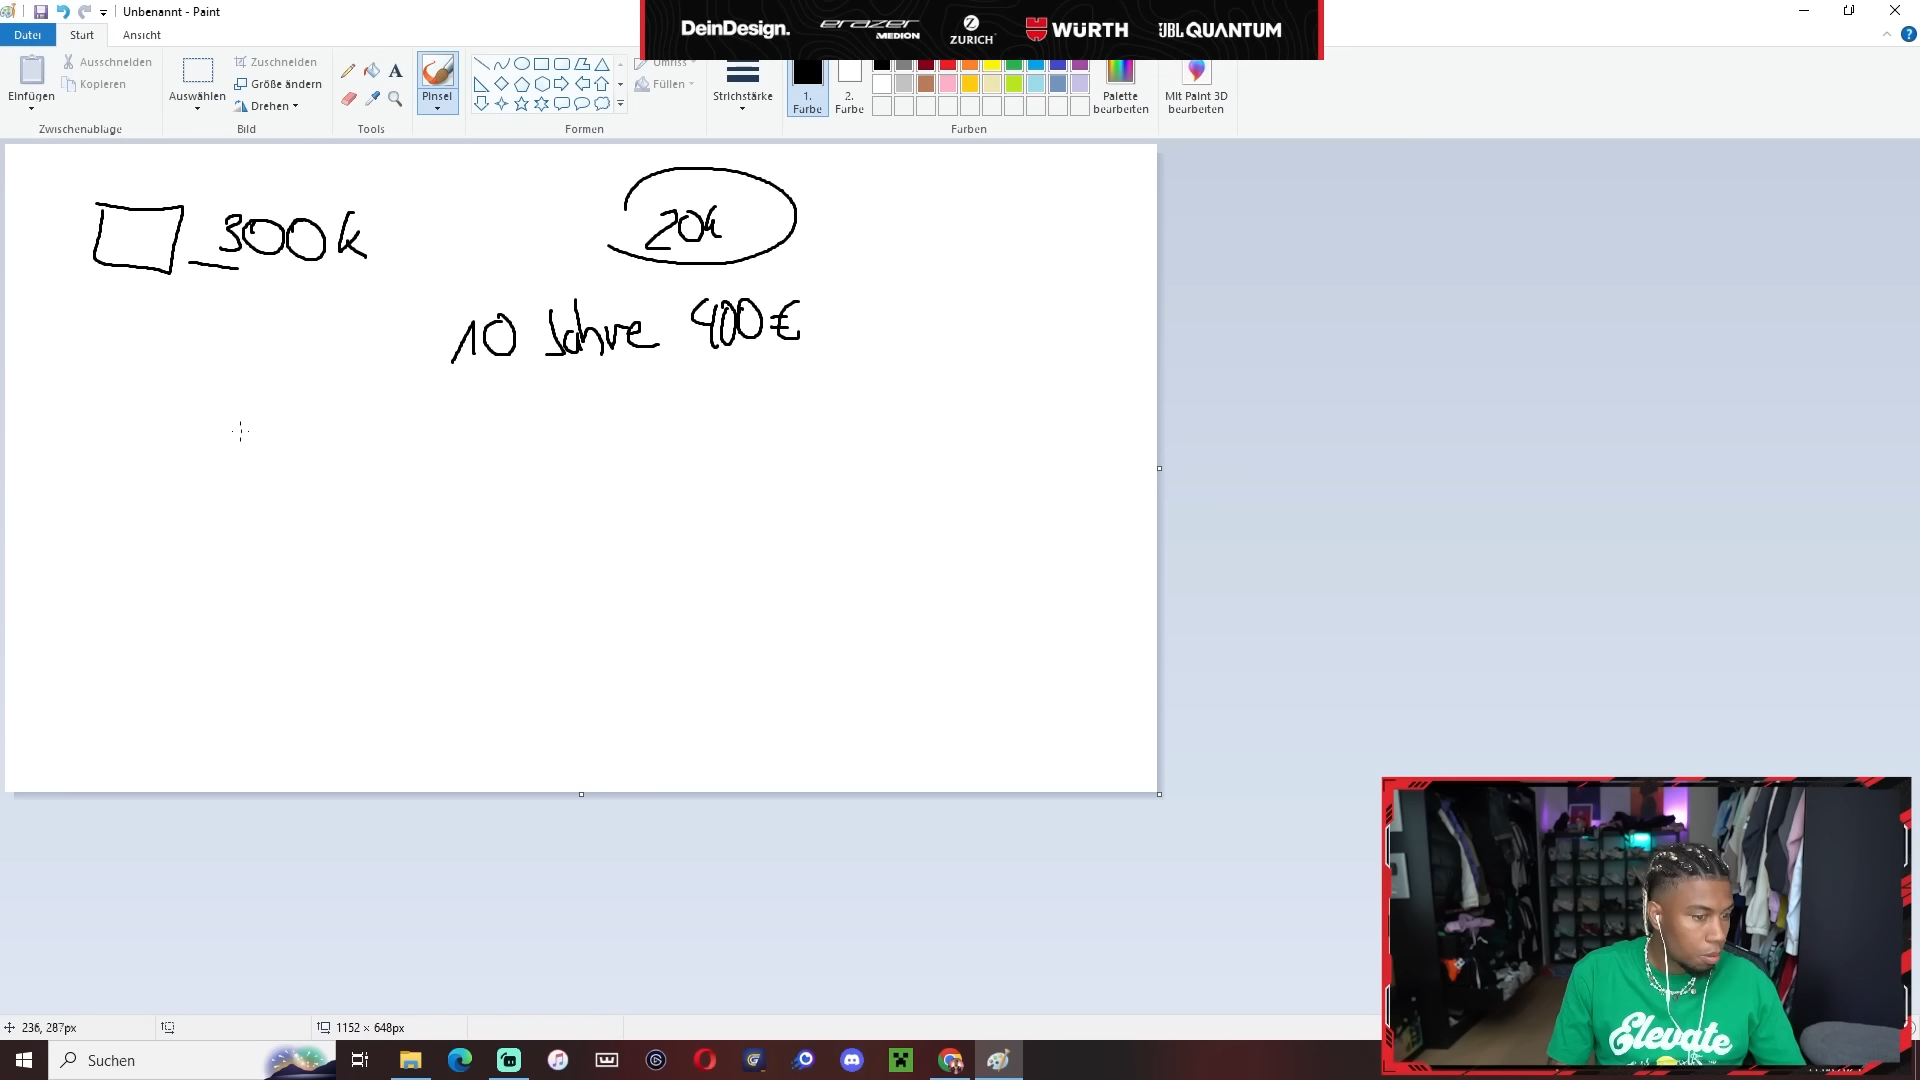 Unbenannt - Paint
Datei Start Ansicht
DeinDesign. erazer MEDION ZURICH WÜRTH JBL QUANTUM
Einfügen
Ausschneiden
Kopieren
Zwischenablage
Auswählen
Zuschneiden
Größe ändern
Drehen
Bild
Tools
Pinsel
Formen
Umriss
Füllen
Strichstärke
1. Farbe
2. Farbe
Farben
Palette bearbeiten
Mit Paint 3D bearbeiten
300k
20k
10 Jahre 400€
236, 287px
1152 × 648px
Suchen
Elevate